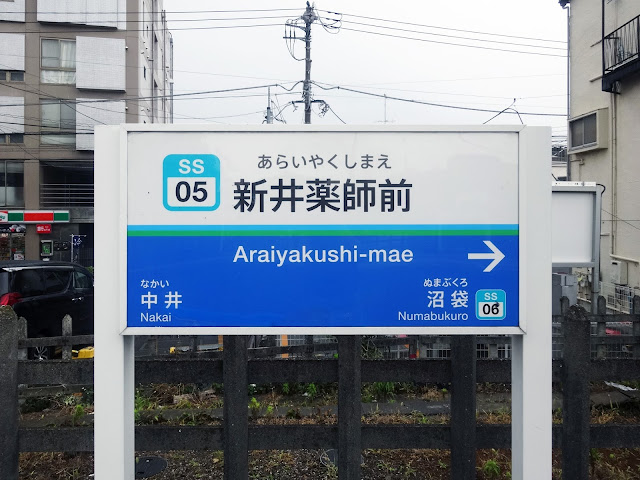 SS
05
あらいやくしまえ
新井薬師前
Araiyakushi-mae
なかい
中井
Nakai
ぬまぶくろ
沼袋
Numabukuro
SS
06